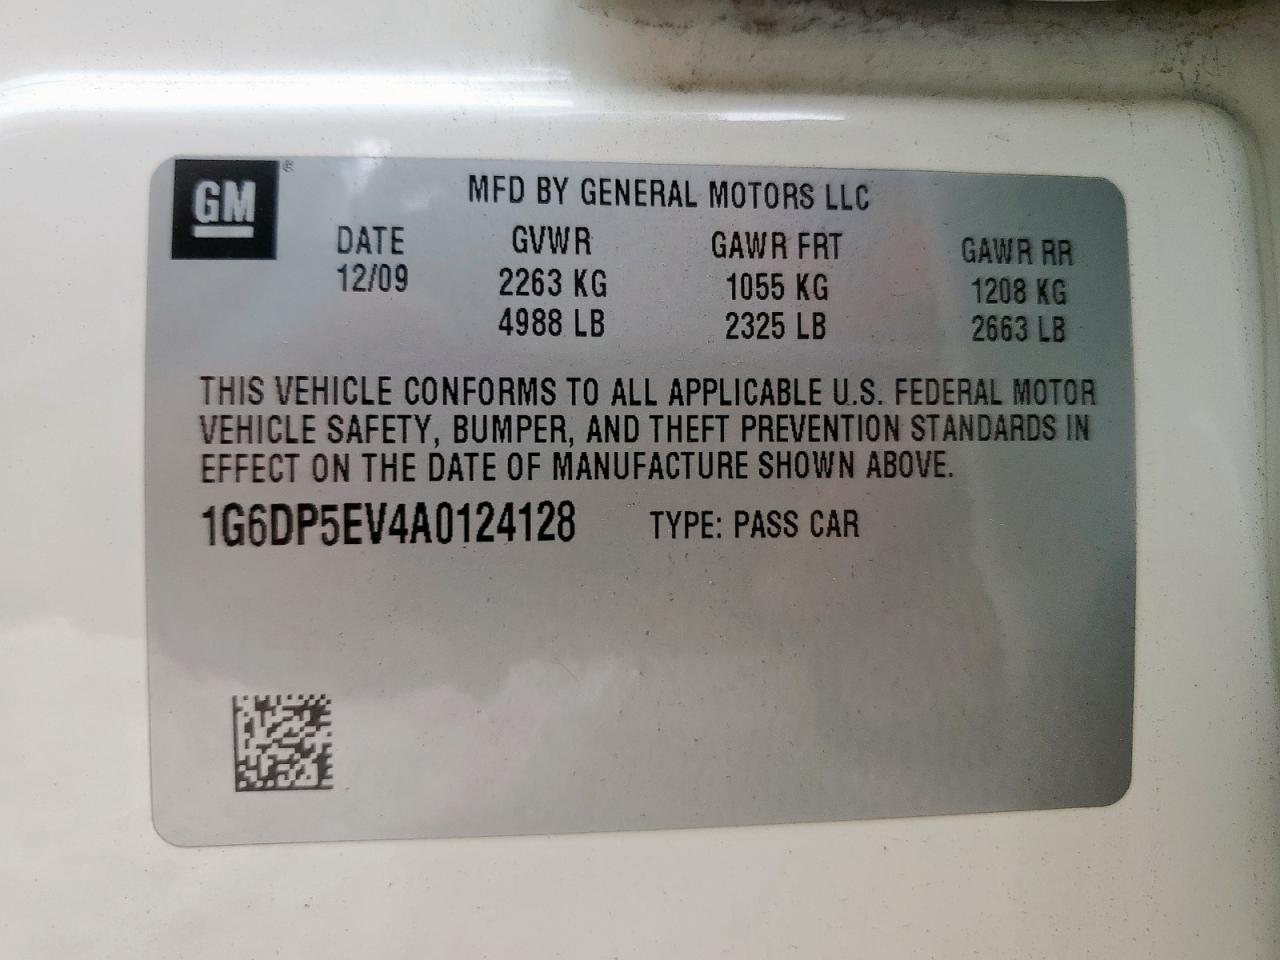 GM ®
MFD BY GENERAL MOTORS LLC
DATE GVWR GAWR FRT GAWR RR
12/09 2263 KG 1055 KG 1208 KG
4988 LB 2325 LB 2663 LB
THIS VEHICLE CONFORMS TO ALL APPLICABLE U.S. FEDERAL MOTOR
VEHICLE SAFETY, BUMPER, AND THEFT PREVENTION STANDARDS IN
EFFECT ON THE DATE OF MANUFACTURE SHOWN ABOVE.
1G6DP5EV4A0124128 TYPE: PASS CAR